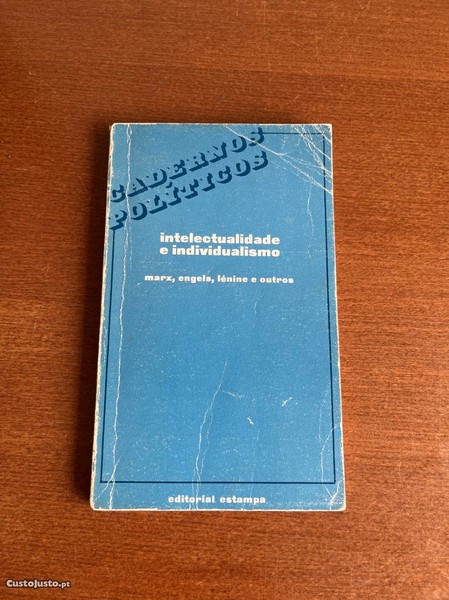 CADERNOS
POLÍTICOS
intelectualidade
e individualismo
marx, engels, lénine e outros
editorial estampa
CustoJusto.pt